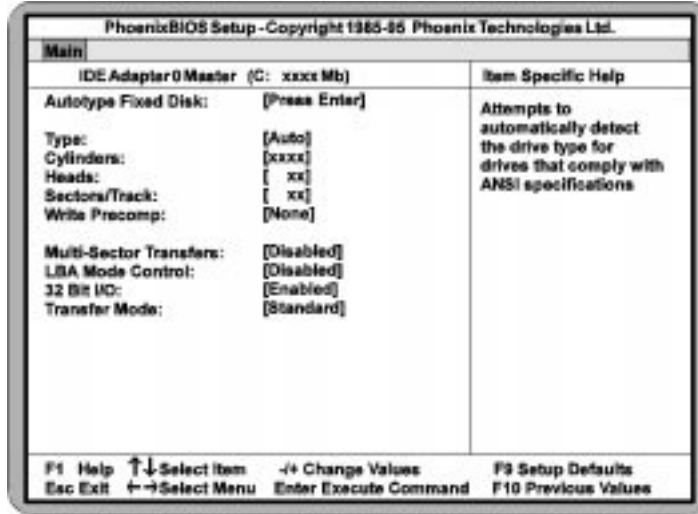 PhoenixBIOS Setup - Copyright 1985-95 Phoenix Technologies Ltd.
Main
IDE Adapter 0 Master (C: xxxx Mb)
Item Specific Help
Autotype Fixed Disk: [Press Enter]
Type: [Auto]
Cylinders: [xxxx]
Heads: [ xx]
Sectors/Track: [ xx]
Write Precomp: [None]
Multi-Sector Transfers: [Disabled]
LBA Mode Control: [Disabled]
32 Bit I/O: [Enabled]
Transfer Mode: [Standard]
Attempts to
automatically detect
the drive type for
drives that comply with
ANSI specifications
F1 Help ↑↓ Select Item -/+ Change Values F9 Setup Defaults
Esc Exit ←→ Select Menu Enter Execute Command F10 Previous Values